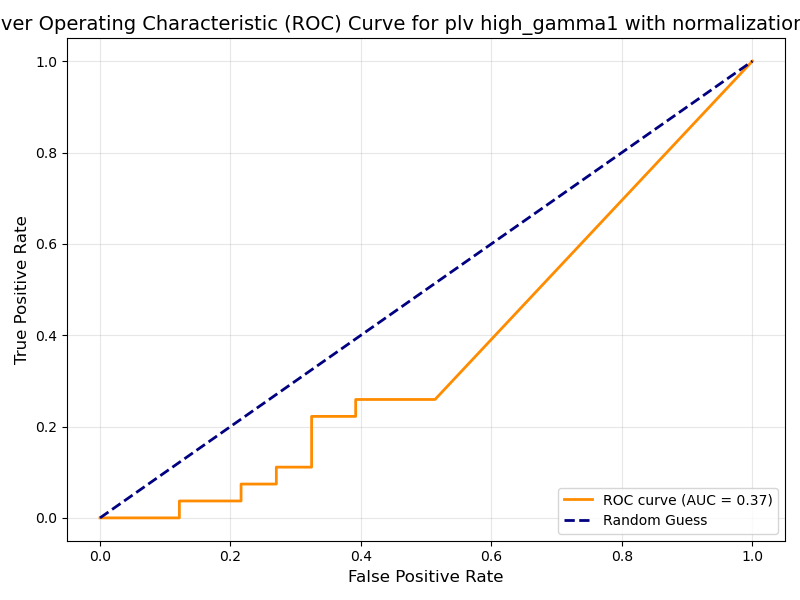 ver Operating Characteristic (ROC) Curve for plv high_gamma1 with normalization
True Positive Rate
1.0
0.8
0.6
0.4
0.2
0.0
ROC curve (AUC = 0.37)
Random Guess
0.0 0.2 0.4 0.6 0.8 1.0
False Positive Rate